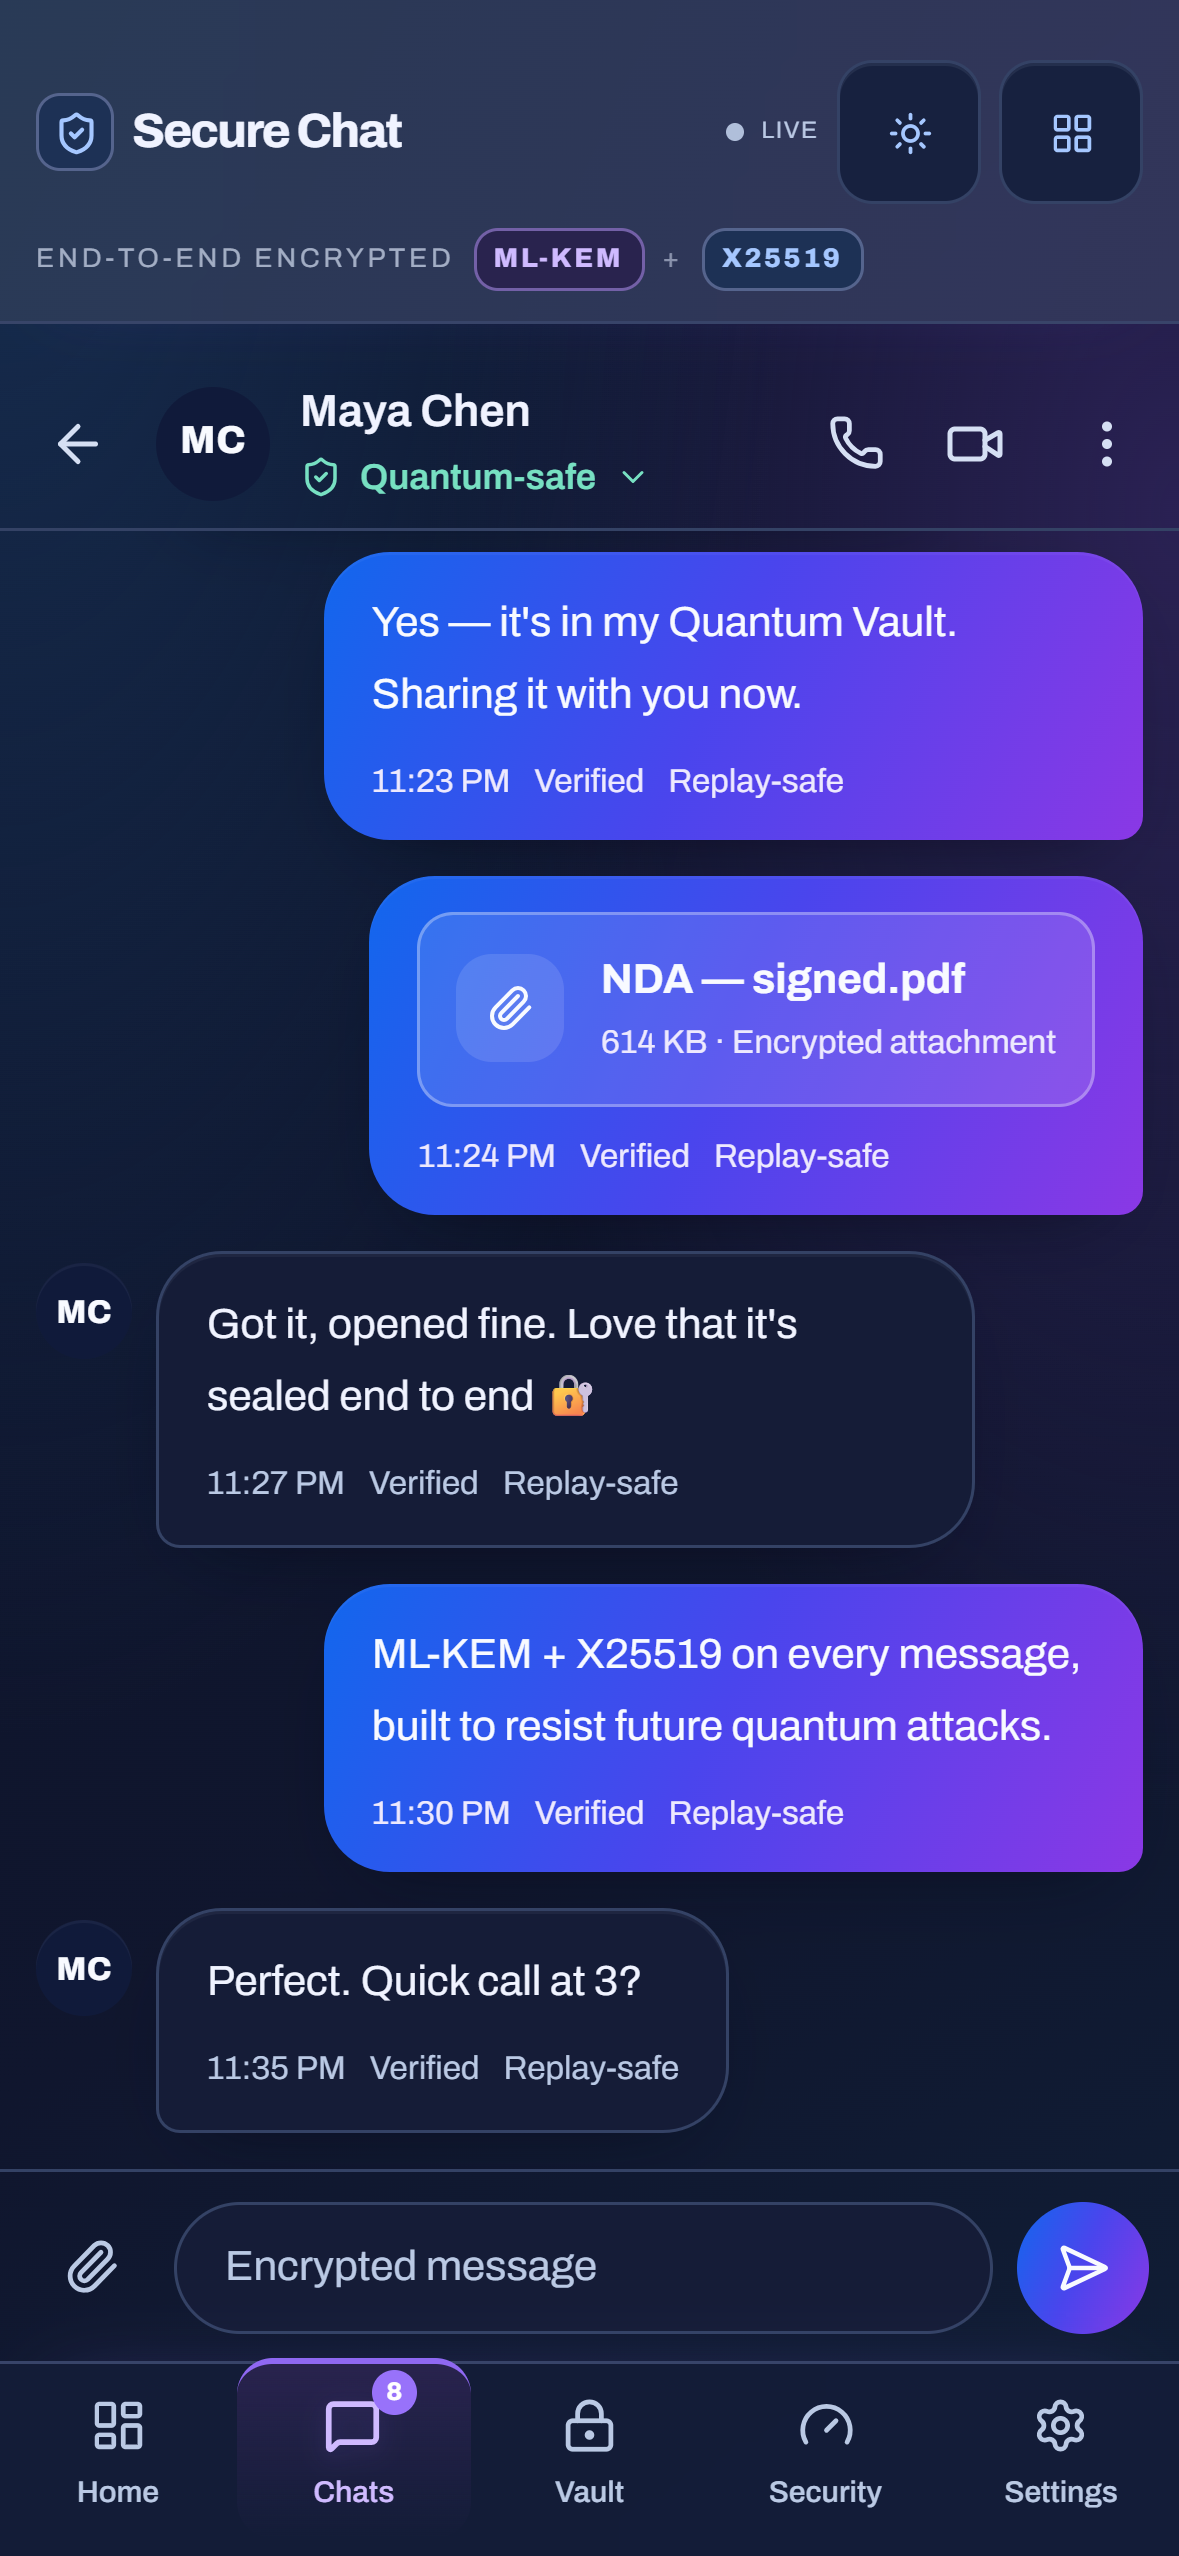 Secure Chat
LIVE
END-TO-END ENCRYPTED ML-KEM + X25519
MC
Maya Chen
Quantum-safe
Yes — it's in my Quantum Vault.
Sharing it with you now.
11:23 PM Verified Replay-safe
NDA — signed.pdf
614 KB · Encrypted attachment
11:24 PM Verified Replay-safe
MC
Got it, opened fine. Love that it's
sealed end to end 🔐
11:27 PM Verified Replay-safe
ML-KEM + X25519 on every message,
built to resist future quantum attacks.
11:30 PM Verified Replay-safe
MC
Perfect. Quick call at 3?
11:35 PM Verified Replay-safe
Encrypted message
8
Home Chats Vault Security Settings